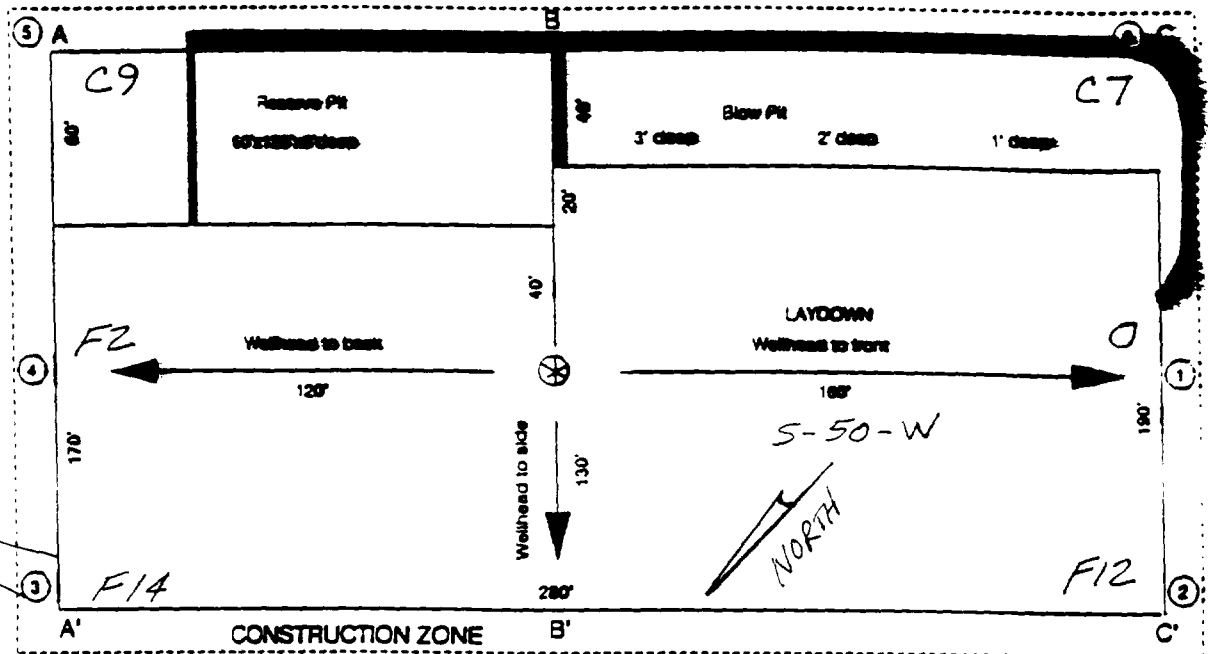 5 A B C
C9 C7
60'
Reserve Pit
40'
Blow Pit
3' deep 2' deep 1' deep
20'
40'
LAYDOWN
F2 Wellhead to back Wellhead to front O
4 1
120' 160'
S-50-W
170' 190'
Wellhead to side
130'
NORTH
F14 280' F12
3 2
A' CONSTRUCTION ZONE B' C'